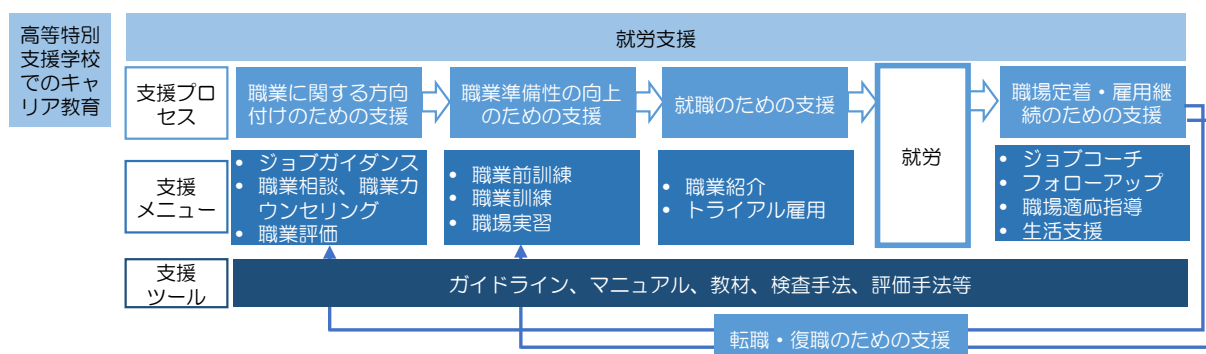 高等特別
支援学校
でのキャ
リア教育
就労支援
支援プロ
セス
職業に関する方向
付けのための支援
職業準備性の向上
のための支援
就職のための支援
就労
職場定着・雇用継
続のための支援
支援
メニュー
• ジョブガイダンス
• 職業相談、職業カ
ウンセリング
• 職業評価
• 職業前訓練
• 職業訓練
• 職場実習
• 職業紹介
• トライアル雇用
• ジョブコーチ
• フォローアップ
• 職場適応指導
• 生活支援
支援
ツール
ガイドライン、マニュアル、教材、検査手法、評価手法等
転職・復職のための支援